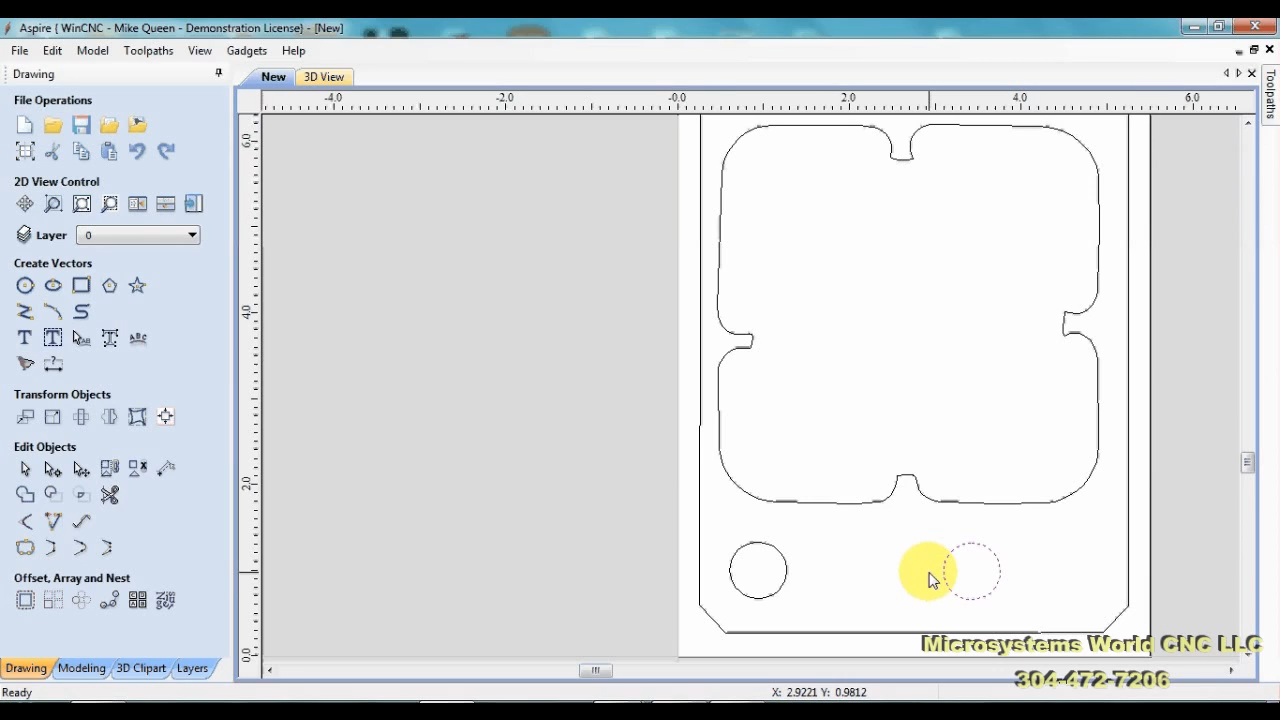 Aspire { WinCNC - Mike Queen - Demonstration License} - [New]
File Edit Model Toolpaths View Gadgets Help
Drawing
New 3D View
Toolpaths
File Operations
-4.0 -2.0 -0.0 2.0 4.0 6.0
6.0
4.0
2.0
0.0
2D View Control
Layer 0
Create Vectors
Transform Objects
Edit Objects
Offset, Array and Nest
Drawing Modeling 3D Clipart Layers
Microsystems World CNC LLC
304-472-7206
Ready X: 2.9221 Y: 0.9812